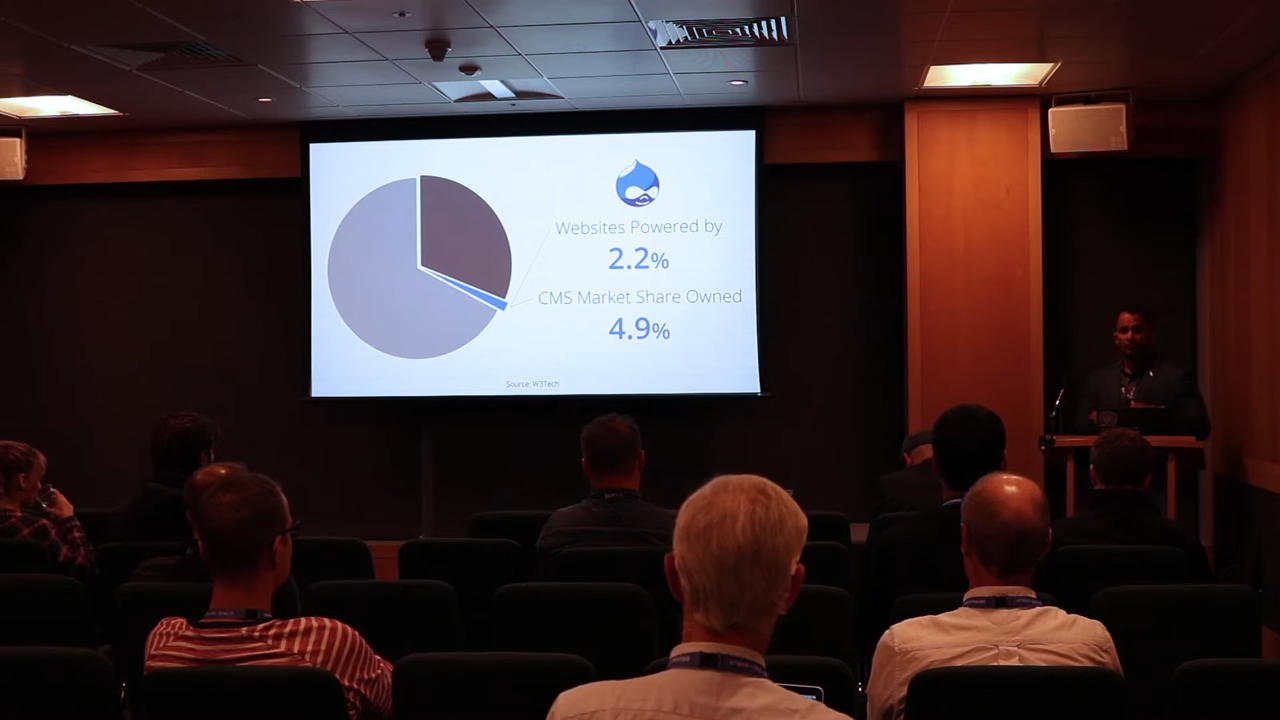 Websites Powered by
2.2%
CMS Market Share Owned
4.9%
Source: W3Tech